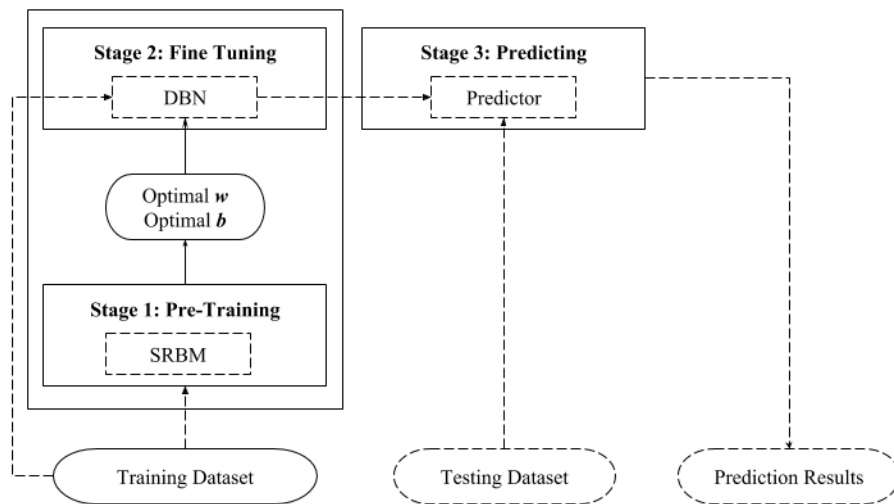 Stage 2: Fine Tuning
DBN
Stage 3: Predicting
Predictor
Optimal w
Optimal b
Stage 1: Pre-Training
SRBM
Training Dataset
Testing Dataset
Prediction Results